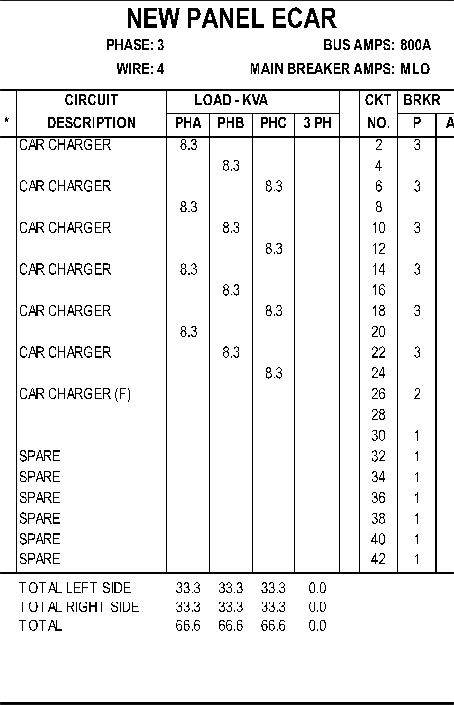 NEW PANEL ECAR
PHASE: 3 BUS AMPS: 800A
WIRE: 4 MAIN BREAKER AMPS: MLO
CIRCUIT LOAD - KVA CKT BRKR
* DESCRIPTION PHA PHB PHC 3 PH NO. P A
CAR CHARGER 8.3 2 3
8.3 4
CAR CHARGER 8.3 6 3
8.3 8
CAR CHARGER 8.3 10 3
8.3 12
CAR CHARGER 8.3 14 3
8.3 16
CAR CHARGER 8.3 18 3
8.3 20
CAR CHARGER 8.3 22 3
8.3 24
CAR CHARGER (F) 26 2
28
30 1
SPARE 32 1
SPARE 34 1
SPARE 36 1
SPARE 38 1
SPARE 40 1
SPARE 42 1
TOTAL LEFT SIDE 33.3 33.3 33.3 0.0
TOTAL RIGHT SIDE 33.3 33.3 33.3 0.0
TOTAL 66.6 66.6 66.6 0.0